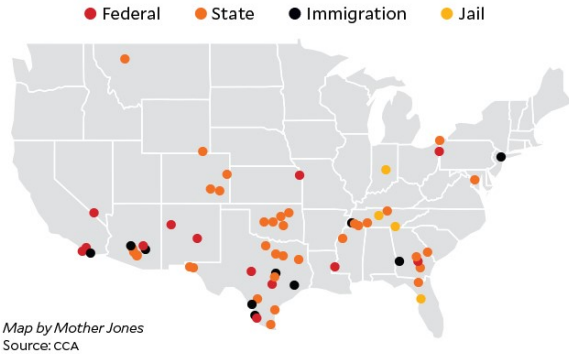 Federal State Immigration Jail
Map by Mother Jones
Source: CCA